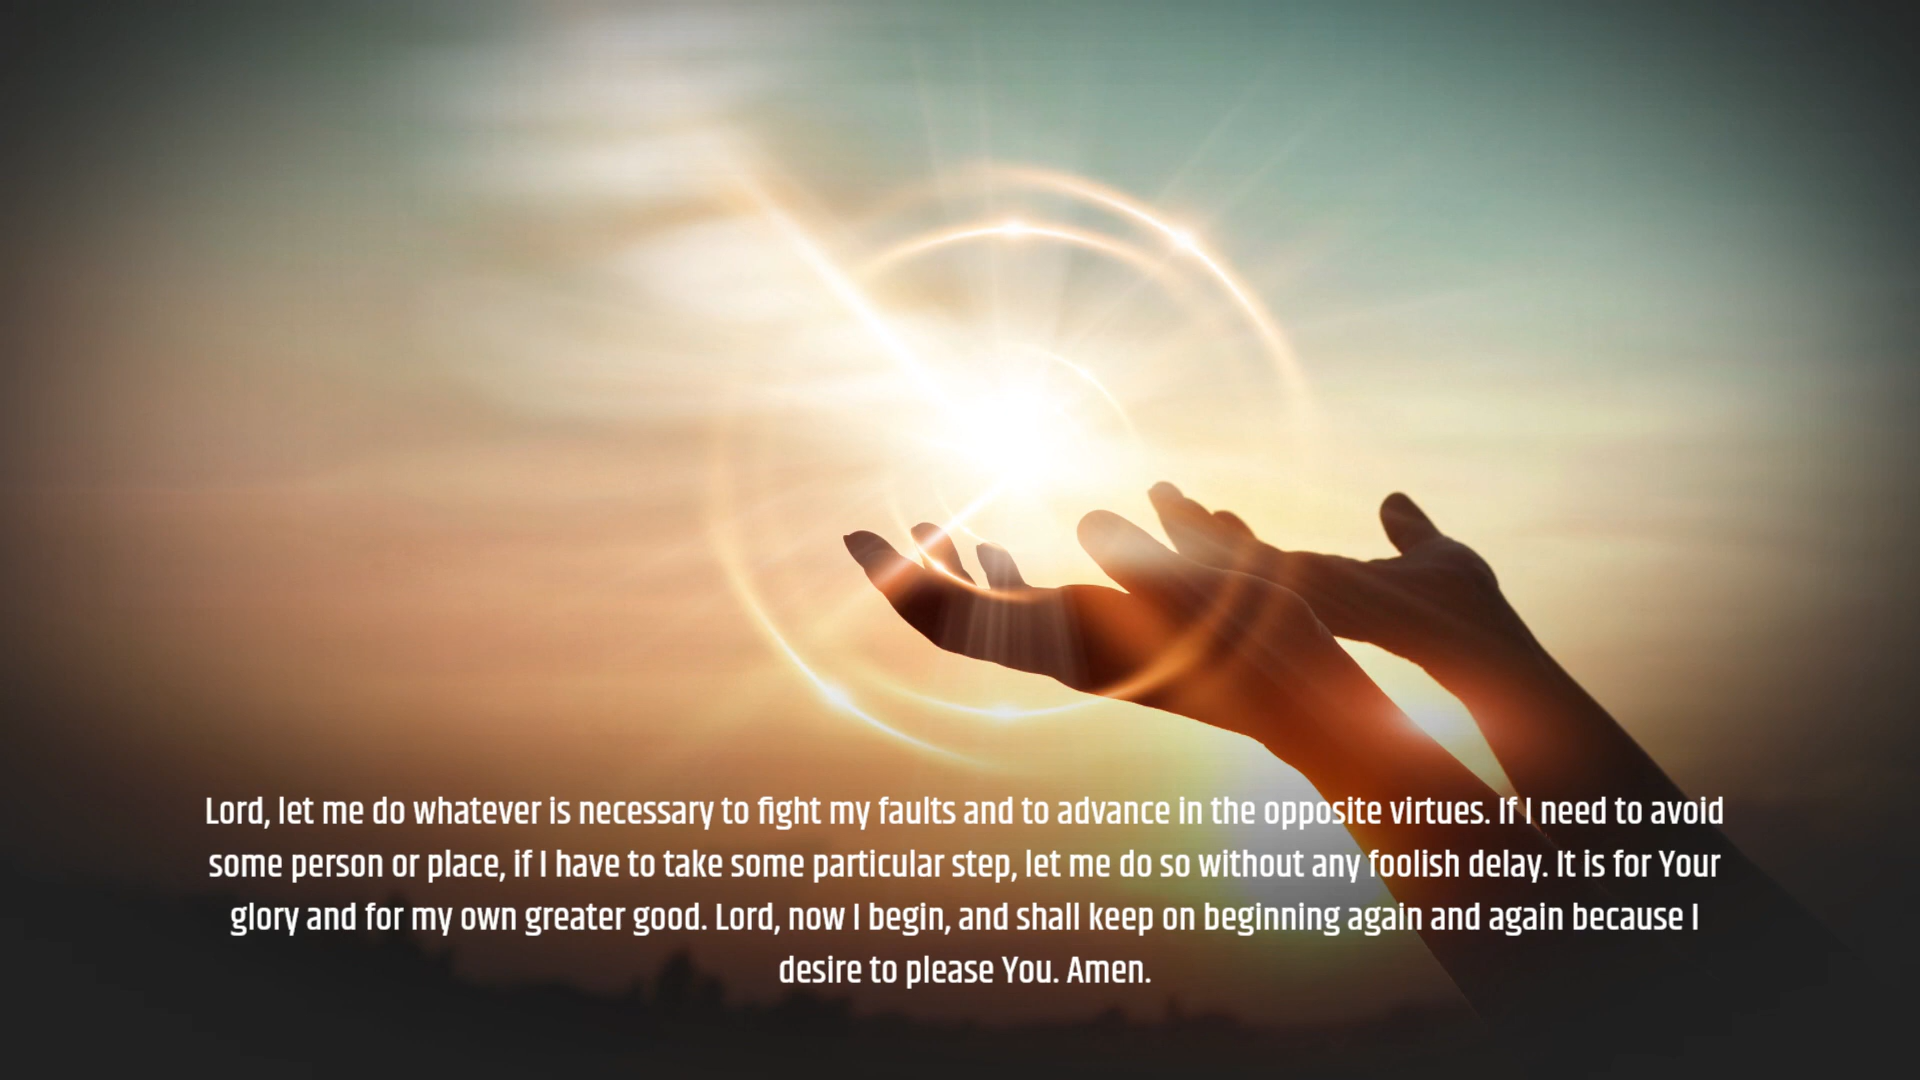 Lord, let me do whatever is necessary to fight my faults and to advance in the opposite virtues. If I need to avoid
some person or place, if I have to take some particular step, let me do so without any foolish delay. It is for Your
glory and for my own greater good. Lord, now I begin, and shall keep on beginning again and again because I
desire to please You. Amen.